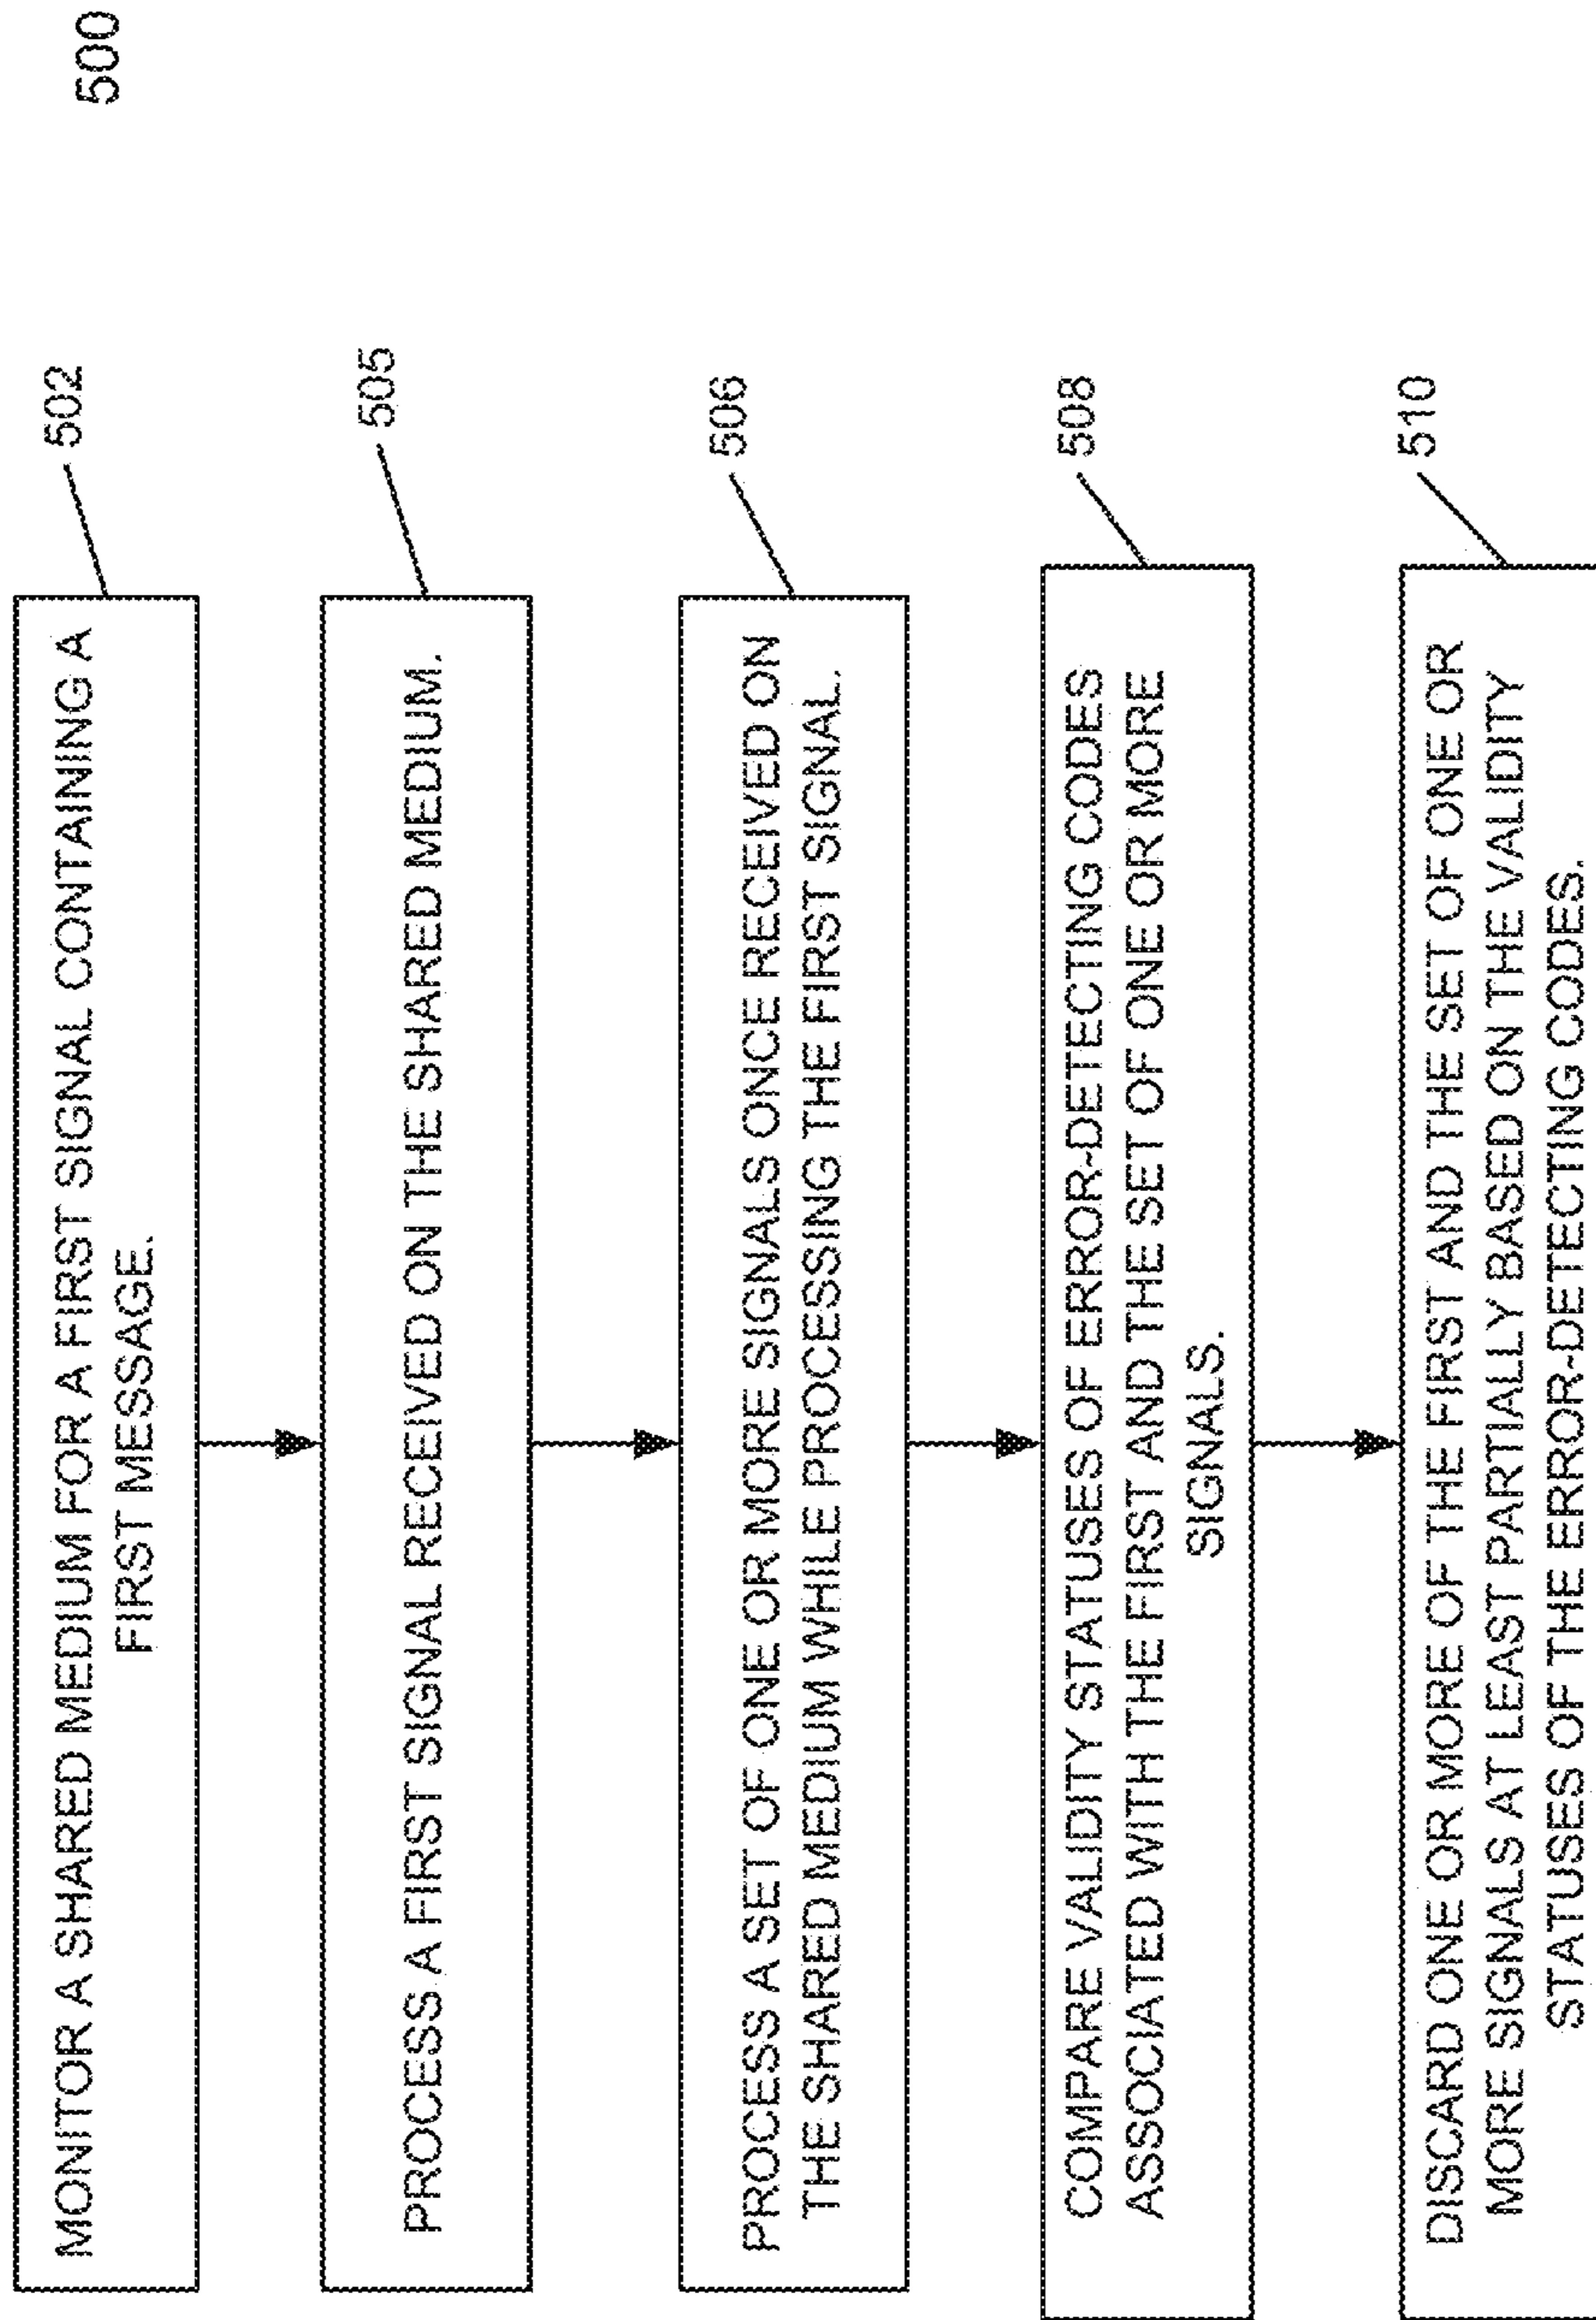 500
MONITOR A SHARED MEDIUM FOR A FIRST SIGNAL CONTAINING A
FIRST MESSAGE.
502
PROCESS A FIRST SIGNAL RECEIVED ON THE SHARED MEDIUM.
505
PROCESS A SET OF ONE OR MORE SIGNALS ONCE RECEIVED ON
THE SHARED MEDIUM WHILE PROCESSING THE FIRST SIGNAL.
506
COMPARE VALIDITY STATUSES OF ERROR-DETECTING CODES
ASSOCIATED WITH THE FIRST AND THE SET OF ONE OR MORE
SIGNALS.
508
DISCARD ONE OR MORE OF THE FIRST AND THE SET OF ONE OR
MORE SIGNALS AT LEAST PARTIALLY BASED ON THE VALIDITY
STATUSES OF THE ERROR-DETECTING CODES.
510